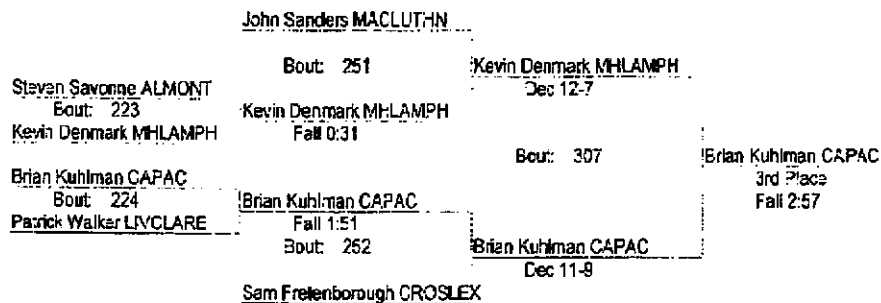 John Sanders MACLUTHN
Bout: 251
Kevin Denmark MHLAMPH
Dec 12-7
Steven Savonne ALMONT
Bout: 223
Kevin Denmark MHLAMPH
Kevin Denmark MHLAMPH
Fall 0:31
Bout: 307
Brian Kuhlman CAPAC
3rd Place
Fall 2:57
Brian Kuhlman CAPAC
Bout: 224
Patrick Walker LIVCLARE
Brian Kuhlman CAPAC
Fall 1:51
Bout: 252
Brian Kuhlman CAPAC
Dec 11-9
Sam Fretenborough CROSLEX